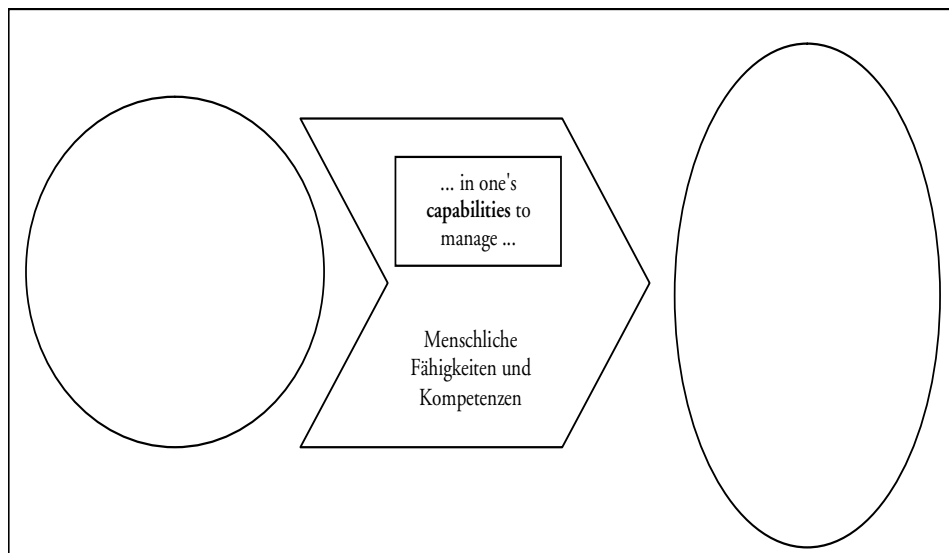 ... in one's
capabilities to
manage ...
Menschliche
Fähigkeiten und
Kompetenzen